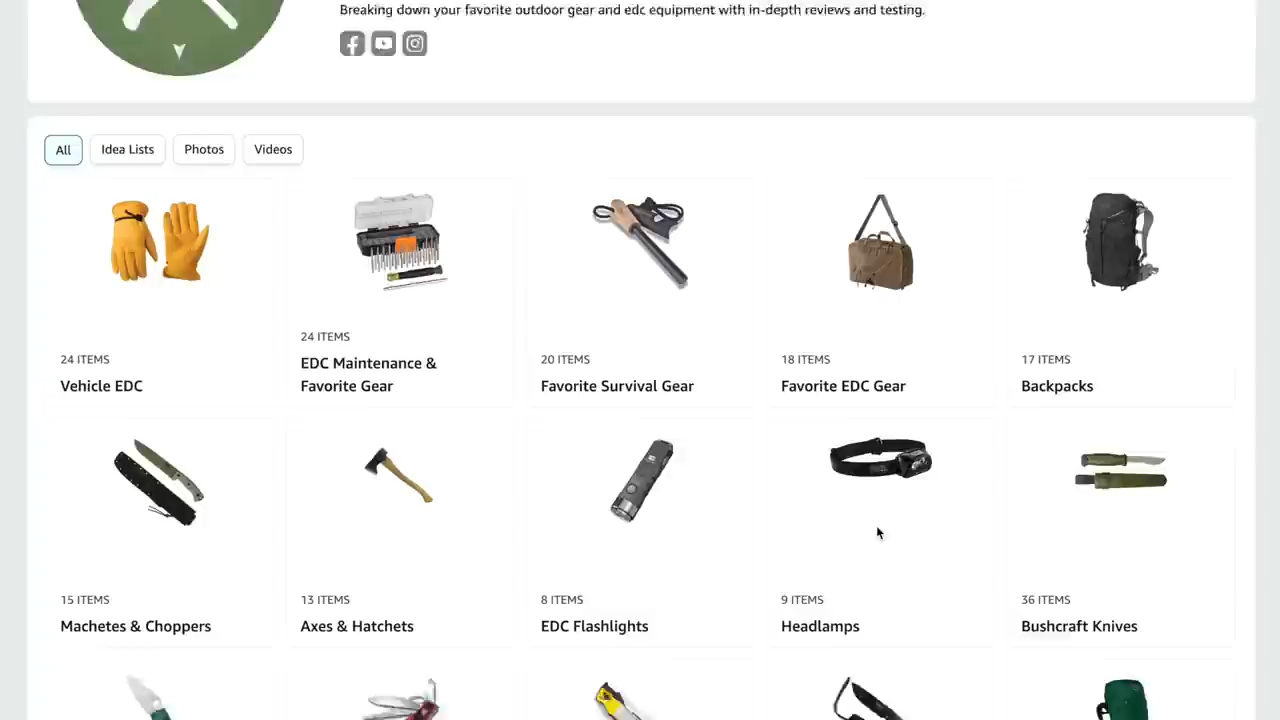 Breaking down your favorite outdoor gear and edc equipment with in-depth reviews and testing.
All
Idea Lists
Photos
Videos
24 ITEMS
Vehicle EDC
24 ITEMS
EDC Maintenance &
Favorite Gear
20 ITEMS
Favorite Survival Gear
18 ITEMS
Favorite EDC Gear
17 ITEMS
Backpacks
15 ITEMS
Machetes & Choppers
13 ITEMS
Axes & Hatchets
8 ITEMS
EDC Flashlights
9 ITEMS
Headlamps
36 ITEMS
Bushcraft Knives